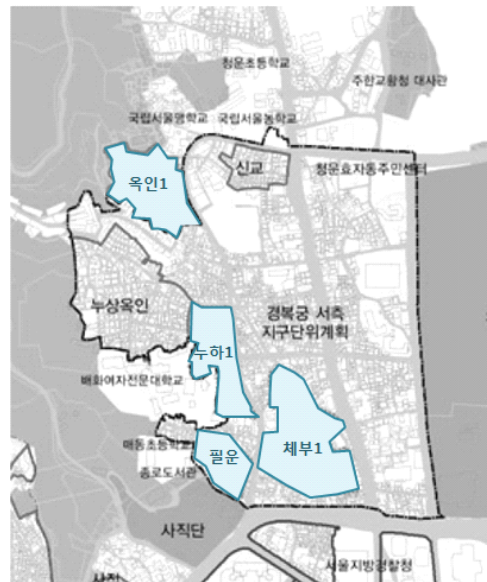 청운초등학교
주한교황청 대사관
국립서울맹학교
국립서울농학교
신교
청운효자동주민센터
옥인1
누상옥인
경복궁 서측
지구단위계획
누하1
배화여자전문대학교
매동초등학교
필운
체부1
종로도서관
사직단
서울지방경찰청
사직